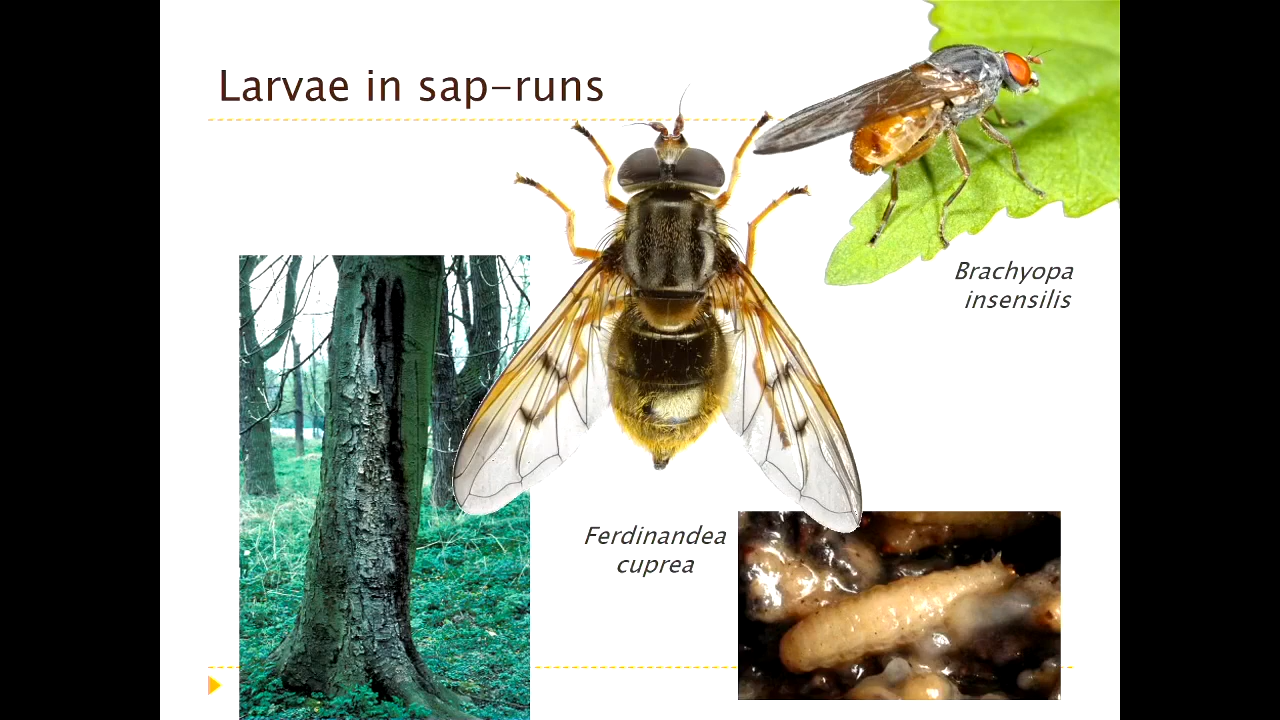 Larvae in sap-runs
Brachyopa
insensilis
Ferdinandea
cuprea